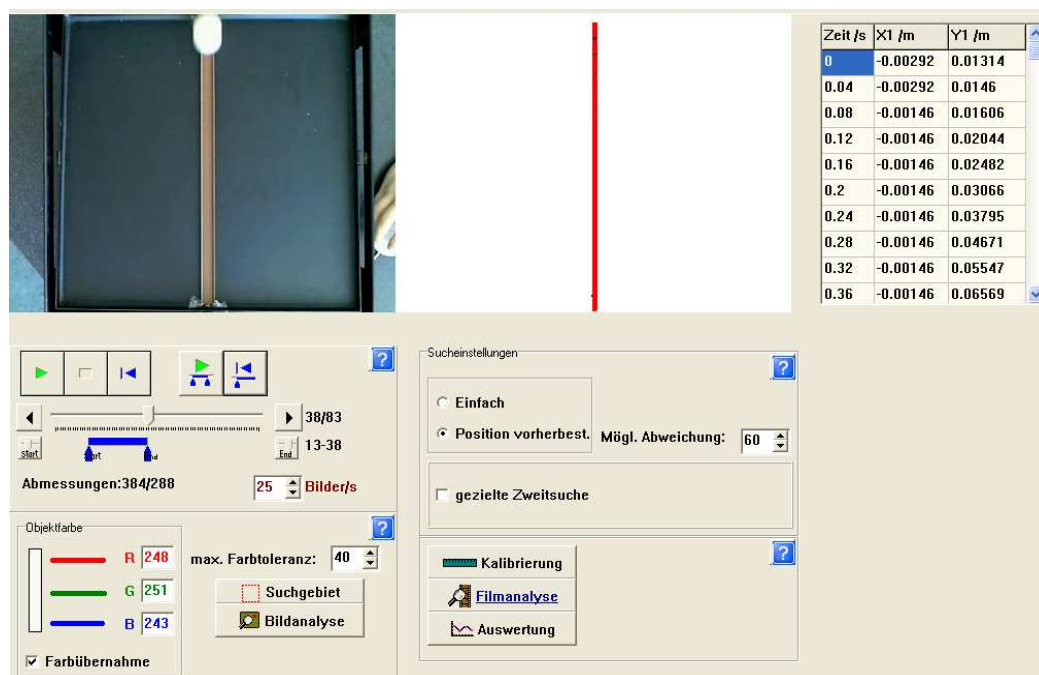 Zeit /s X1 /m Y1 /m
0 -0.00292 0.01314
0.04 -0.00292 0.0146
0.08 -0.00146 0.01606
0.12 -0.00146 0.02044
0.16 -0.00146 0.02482
0.2 -0.00146 0.03066
0.24 -0.00146 0.03795
0.28 -0.00146 0.04671
0.32 -0.00146 0.05547
0.36 -0.00146 0.06569
?
38/83
Start
End
13-38
Abmessungen:384/288
25 Bilder/s
Objektfarbe
?
R 248
G 251
B 243
max. Farbtoleranz: 40
Suchgebiet
Bildanalyse
Farbübernahme
Sucheinstellungen
?
Einfach
Position vorherbest.
Mögl. Abweichung: 60
gezielte Zweitsuche
?
Kalibrierung
Filmanalyse
Auswertung